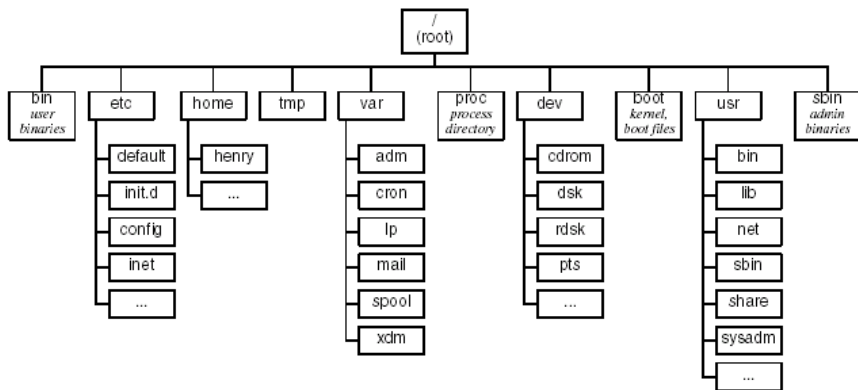 /
(root)
bin
user
binaries
etc
home
tmp
var
proc
process
directory
dev
boot
kernel,
boot files
usr
sbin
admin
binaries
default
init.d
config
inet
...
henry
...
adm
cron
lp
mail
spool
xdm
cdrom
dsk
rdsk
pts
...
bin
lib
net
sbin
share
sysadm
...